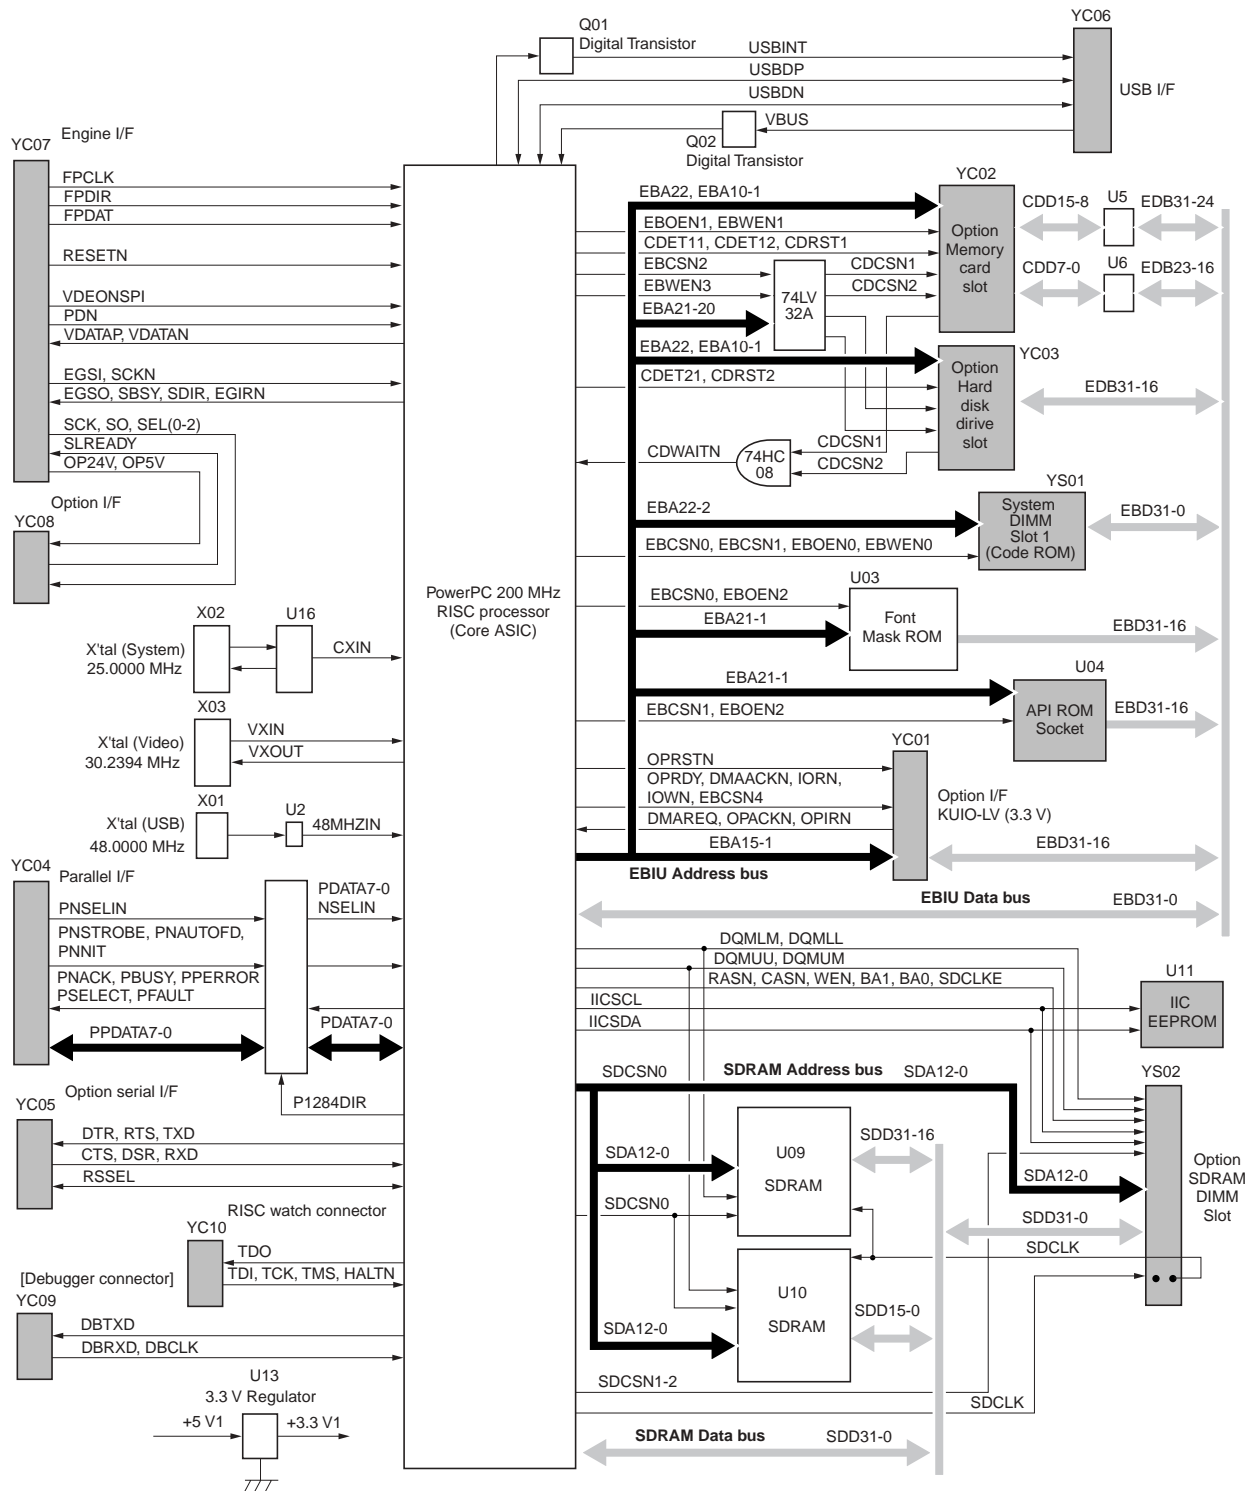 Q01
Digital Transistor
YC06
USBINT
USBDP
USBDN
VBUS
USB I/F
Q02
Digital Transistor
Engine I/F
YC07
FPCLK
FPDIR
FPDAT
RESETN
VDEONSPI
PDN
VDATAP, VDATAN
EGSI, SCKN
EGSO, SBSY, SDIR, EGIRN
SCK, SO, SEL(0-2)
SLREADY
OP24V, OP5V
Option I/F
YC08
X02
U16
X'tal (System)
25.0000 MHz
CXIN
X03
X'tal (Video)
30.2394 MHz
VXIN
VXOUT
X01
U2
X'tal (USB)
48.0000 MHz
48MHZIN
YC04
Parallel I/F
PNSELIN
PNSTROBE, PNAUTOFD,
PNNIT
PNACK, PBUSY, PPERROR
PSELECT, PFAULT
PPDATA7-0
PDATA7-0
NSELIN
PDATA7-0
P1284DIR
Option serial I/F
YC05
DTR, RTS, TXD
CTS, DSR, RXD
RSSEL
RISC watch connector
YC10
TDO
TDI, TCK, TMS, HALTN
[Debugger connector]
YC09
DBTXD
DBRXD, DBCLK
U13
3.3 V Regulator
+5 V1
+3.3 V1
PowerPC 200 MHz
RISC processor
(Core ASIC)
EBA22, EBA10-1
EBOEN1, EBWEN1
CDET11, CDET12, CDRST1
EBCSN2
EBWEN3
EBA21-20
74LV
32A
CDCSN1
CDCSN2
YC02
Option
Memory
card
slot
CDD15-8
U5
EDB31-24
CDD7-0
U6
EDB23-16
EBA22, EBA10-1
CDET21, CDRST2
YC03
Option
Hard
disk
dirive
slot
EDB31-16
CDWAITN
74HC
08
CDCSN1
CDCSN2
YS01
EBA22-2
EBCSN0, EBCSN1, EBOEN0, EBWEN0
System
DIMM
Slot 1
(Code ROM)
EBD31-0
U03
EBCSN0, EBOEN2
EBA21-1
Font
Mask ROM
EBD31-16
U04
EBA21-1
EBCSN1, EBOEN2
API ROM
Socket
EBD31-16
YC01
OPRSTN
OPRDY, DMAACKN, IORN,
IOWN, EBCSN4
DMAREQ, OPACKN, OPIRN
EBA15-1
Option I/F
KUIO-LV (3.3 V)
EBD31-16
EBIU Address bus
EBIU Data bus
EBD31-0
DQMLM, DQMLL
DQMUU, DQMUM
RASN, CASN, WEN, BA1, BA0, SDCLKE
IICSCL
IICSDA
U11
IIC
EEPROM
SDCSN0
SDRAM Address bus
SDA12-0
YS02
U09
SDRAM
SDA12-0
SDCSN0
SDD31-16
SDA12-0
SDD31-0
SDCLK
Option
SDRAM
DIMM
Slot
U10
SDRAM
SDA12-0
SDD15-0
SDCSN1-2
SDCLK
SDRAM Data bus
SDD31-0